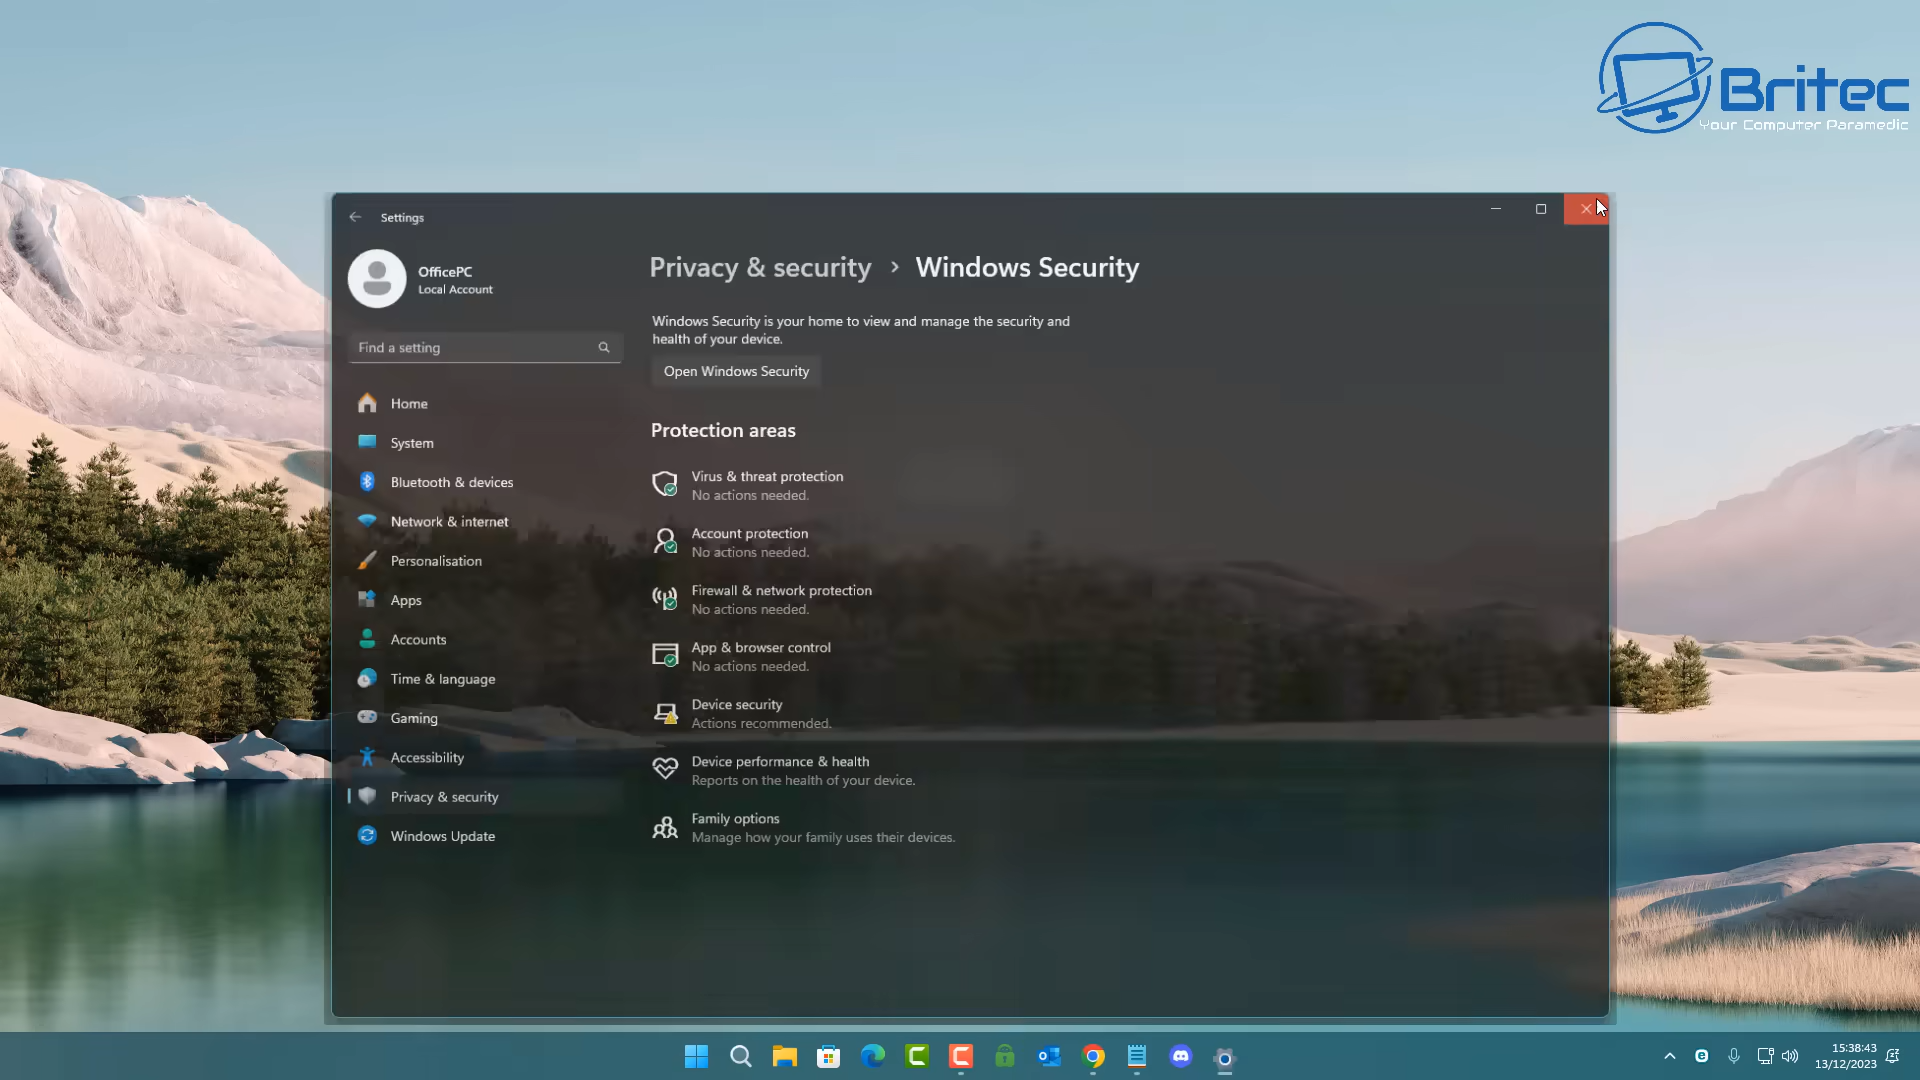 Britec
Your Computer Paramedic
Settings
OfficePC
Local Account
Find a setting
Home
System
Bluetooth & devices
Network & internet
Personalisation
Apps
Accounts
Time & language
Gaming
Accessibility
Privacy & security
Windows Update
Privacy & security > Windows Security
Windows Security is your home to view and manage the security and
health of your device.
Open Windows Security
Protection areas
Virus & threat protection
No actions needed.
Account protection
No actions needed.
Firewall & network protection
No actions needed.
App & browser control
No actions needed.
Device security
Actions recommended.
Device performance & health
Reports on the health of your device.
Family options
Manage how your family uses their devices.
15:38:43
13/12/2023